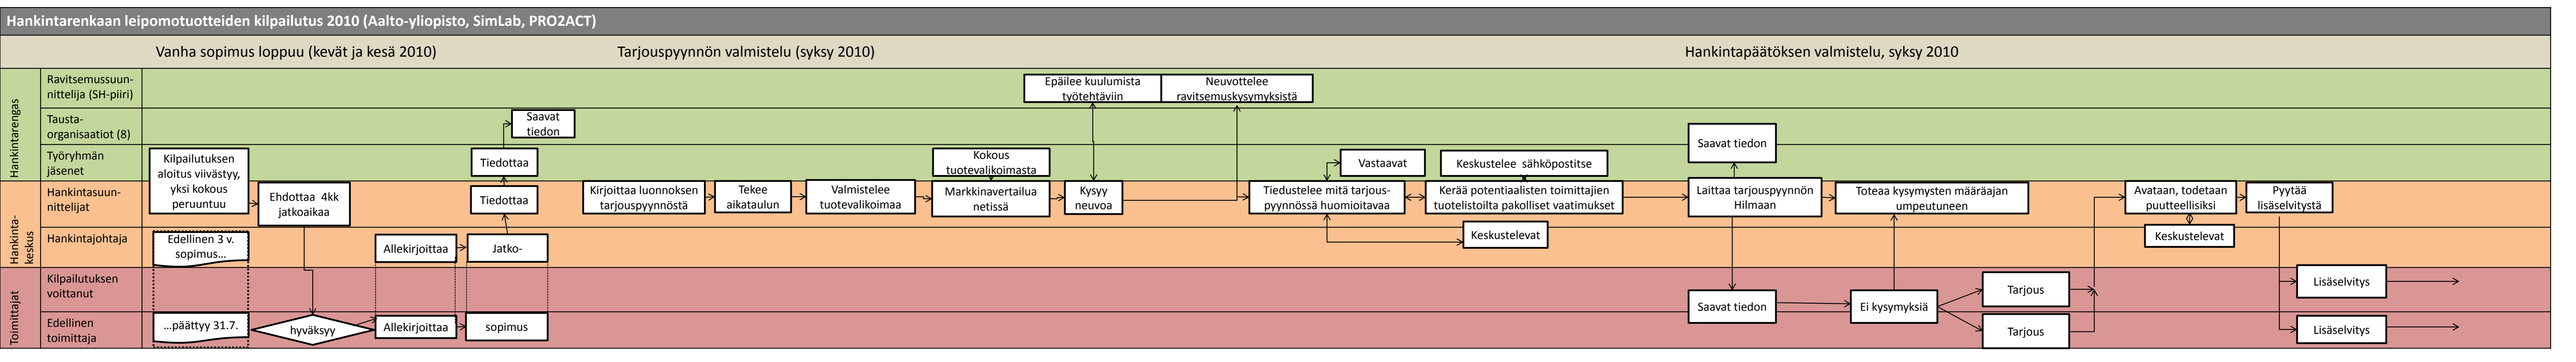 Hankintarenkaan leipomotuotteiden kilpailutus 2010 (Aalto-yliopisto, SimLab, PRO2ACT)
Vanha sopimus loppuu (kevät ja kesä 2010)
Tarjouspyynnön valmistelu (syksy 2010)
Hankintapäätöksen valmistelu, syksy 2010
Hankintarengas
Ravitsemussuun-
nittelija (SH-piiri)
Epäilee kuulumista
työtehtäviin
Neuvottelee
ravitsemuskysymyksistä
Tausta-
organisaatiot (8)
Saavat
tiedon
Saavat tiedon
Työryhmän
jäsenet
Kilpailutuksen
aloitus viivästyy,
yksi kokous
peruuntuu
Tiedottaa
Kokous
tuotevalikoimasta
Vastaavat
Keskustelee sähköpostitse
Hankinta-
keskus
Hankintasuun-
nittelijat
Ehdottaa 4kk
jatkoaikaa
Tiedottaa
Kirjoittaa luonnoksen
tarjouspyynnöstä
Tekee
aikataulun
Valmistelee
tuotevalikoimaa
Markkinavertailua
netissä
Kysyy
neuvoa
Tiedustelee mitä tarjous-
pyynnössä huomioitavaa
Kerää potentiaalisten toimittajien
tuotelistoilta pakolliset vaatimukset
Laittaa tarjouspyynnön
Hilmaan
Toteaa kysymysten määräajan
umpeutuneen
Avataan, todetaan
puutteellisiksi
Pyytää
lisäselvitystä
Hankintajohtaja
Edellinen 3 v.
sopimus…
Allekirjoittaa
Jatko-
Keskustelevat
Keskustelevat
Toimittajat
Kilpailutuksen
voittanut
Saavat tiedon
Ei kysymyksiä
Tarjous
Lisäselvitys
Edellinen
toimittaja
…päättyy 31.7.
hyväksyy
Allekirjoittaa
sopimus
Tarjous
Lisäselvitys